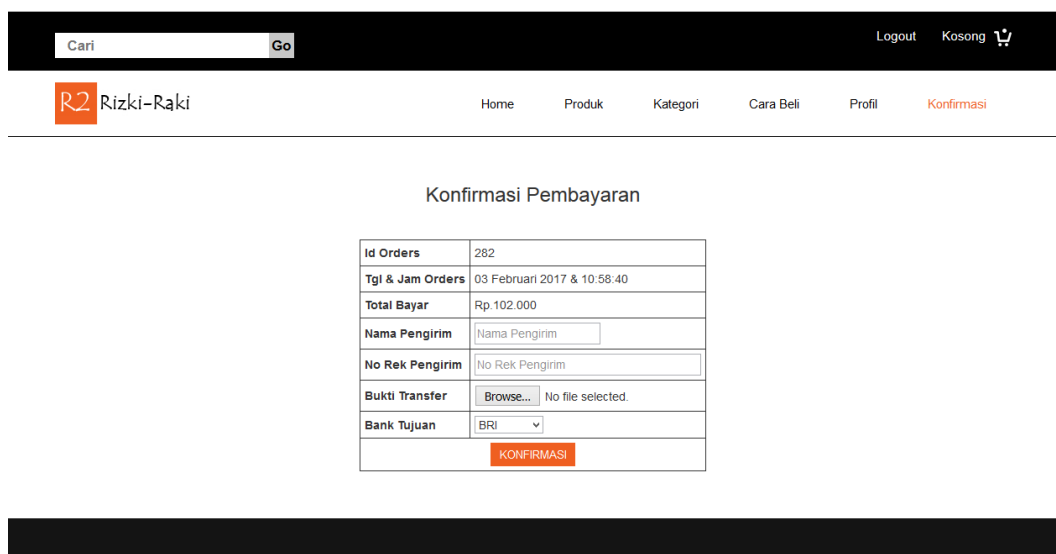 Cari Go Logout Kosong
R2 Rizki-Raki Home Produk Kategori Cara Beli Profil Konfirmasi
Konfirmasi Pembayaran
Id Orders 282
Tgl & Jam Orders 03 Februari 2017 & 10:58:40
Total Bayar Rp.102.000
Nama Pengirim Nama Pengirim
No Rek Pengirim No Rek Pengirim
Bukti Transfer Browse... No file selected.
Bank Tujuan BRI
KONFIRMASI